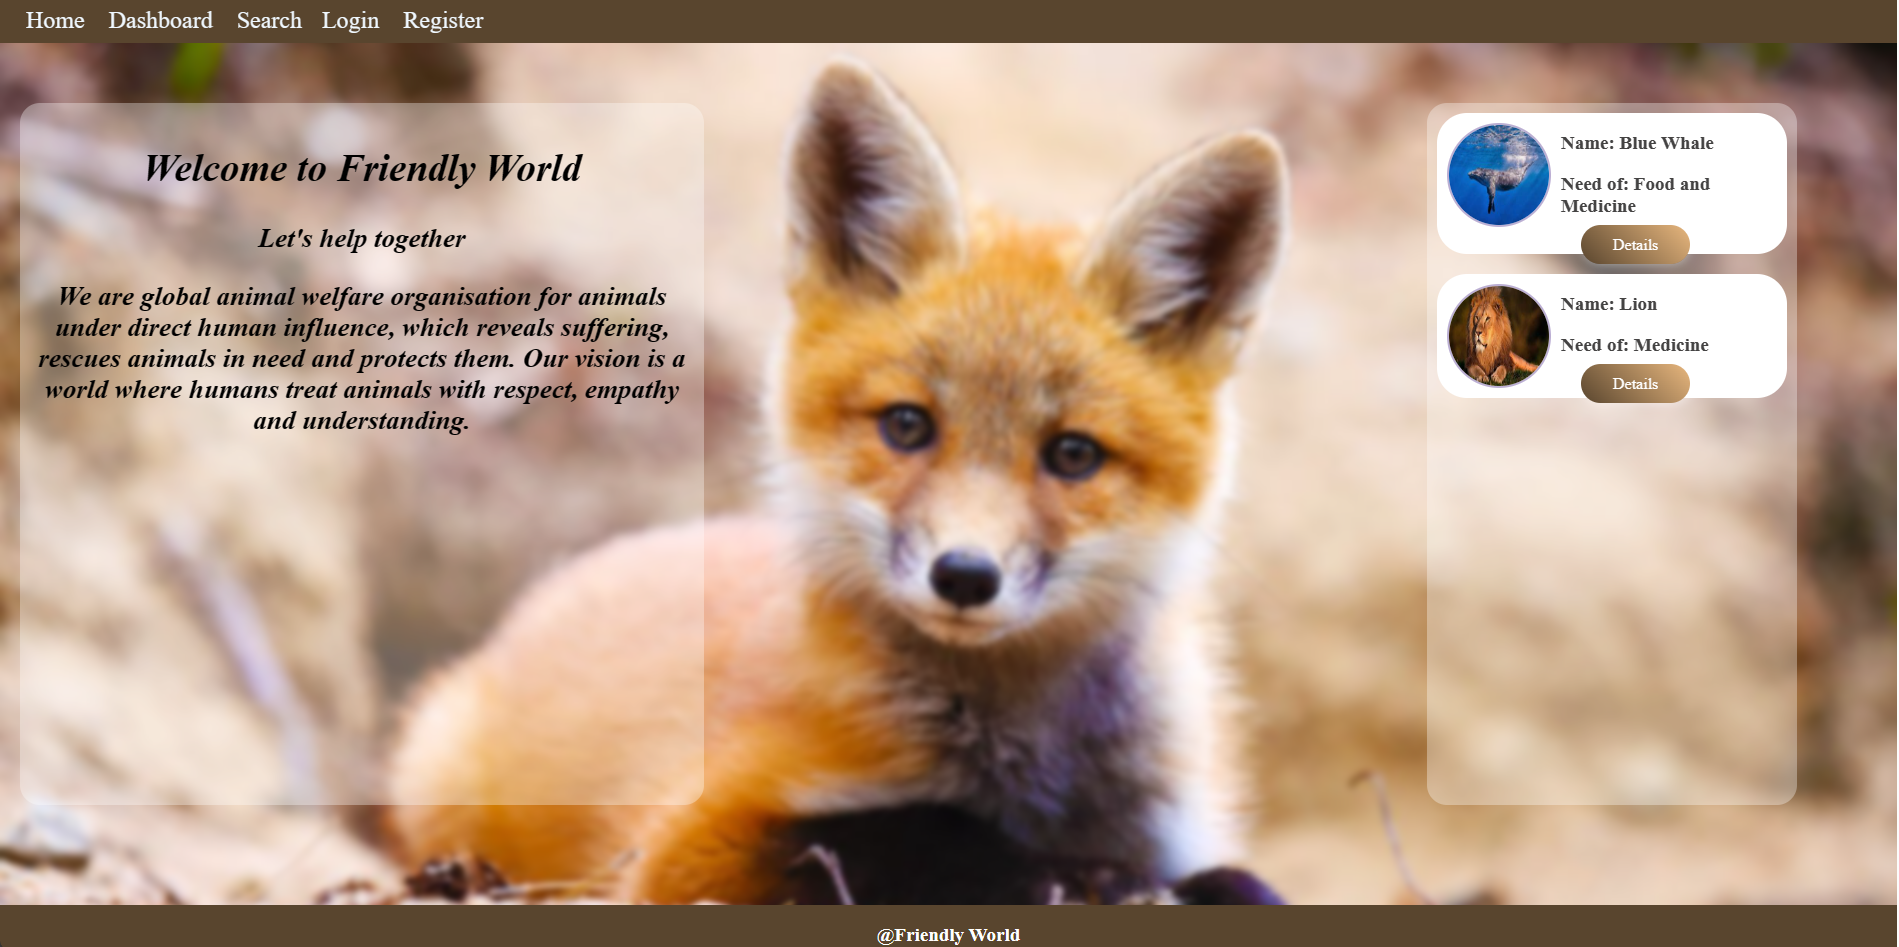 Home Dashboard Search Login Register
Welcome to Friendly World
Let's help together
We are global animal welfare organisation for animals
under direct human influence, which reveals suffering,
rescues animals in need and protects them. Our vision is a
world where humans treat animals with respect, empathy
and understanding.
Name: Blue Whale
Need of: Food and
Medicine
Details
Name: Lion
Need of: Medicine
Details
@Friendly World